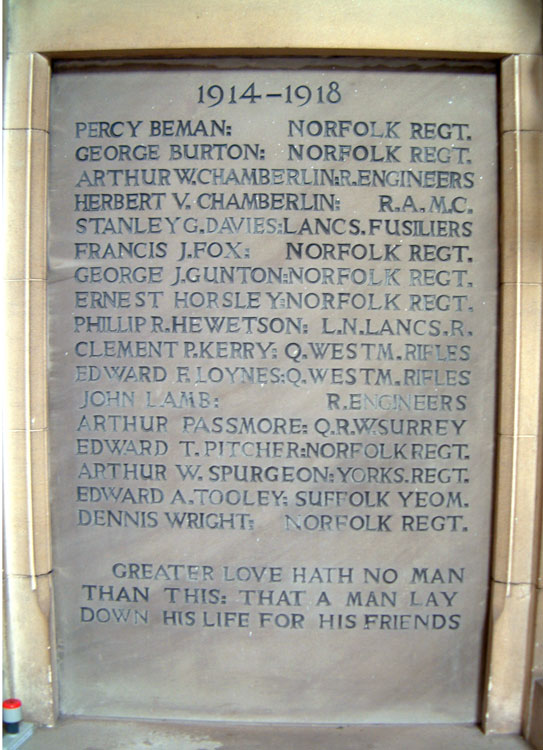 1914-1918
PERCY BEMAN: NORFOLK REGT.
GEORGE BURTON: NORFOLK REGT.
ARTHUR W. CHAMBERLIN: R. ENGINEERS
HERBERT V. CHAMBERLIN: R.A.M.C.
STANLEY G. DAVIES: LANCS. FUSILIERS
FRANCIS J. FOX: NORFOLK REGT.
GEORGE J. GUNTON: NORFOLK REGT.
ERNEST HORSLEY: NORFOLK REGT.
PHILLIP R. HEWETSON: L.N. LANCS. R.
CLEMENT P. KERRY: Q. WESTM. RIFLES
EDWARD F. LOYNES: Q. WESTM. RIFLES
JOHN LAMB: R. ENGINEERS
ARTHUR PASSMORE: Q.R.W. SURREY
EDWARD T. PITCHER: NORFOLK REGT.
ARTHUR W. SPURGEON: YORKS. REGT.
EDWARD A. TOOLEY: SUFFOLK YEOM.
DENNIS WRIGHT: NORFOLK REGT.
GREATER LOVE HATH NO MAN
THAN THIS: THAT A MAN LAY
DOWN HIS LIFE FOR HIS FRIENDS